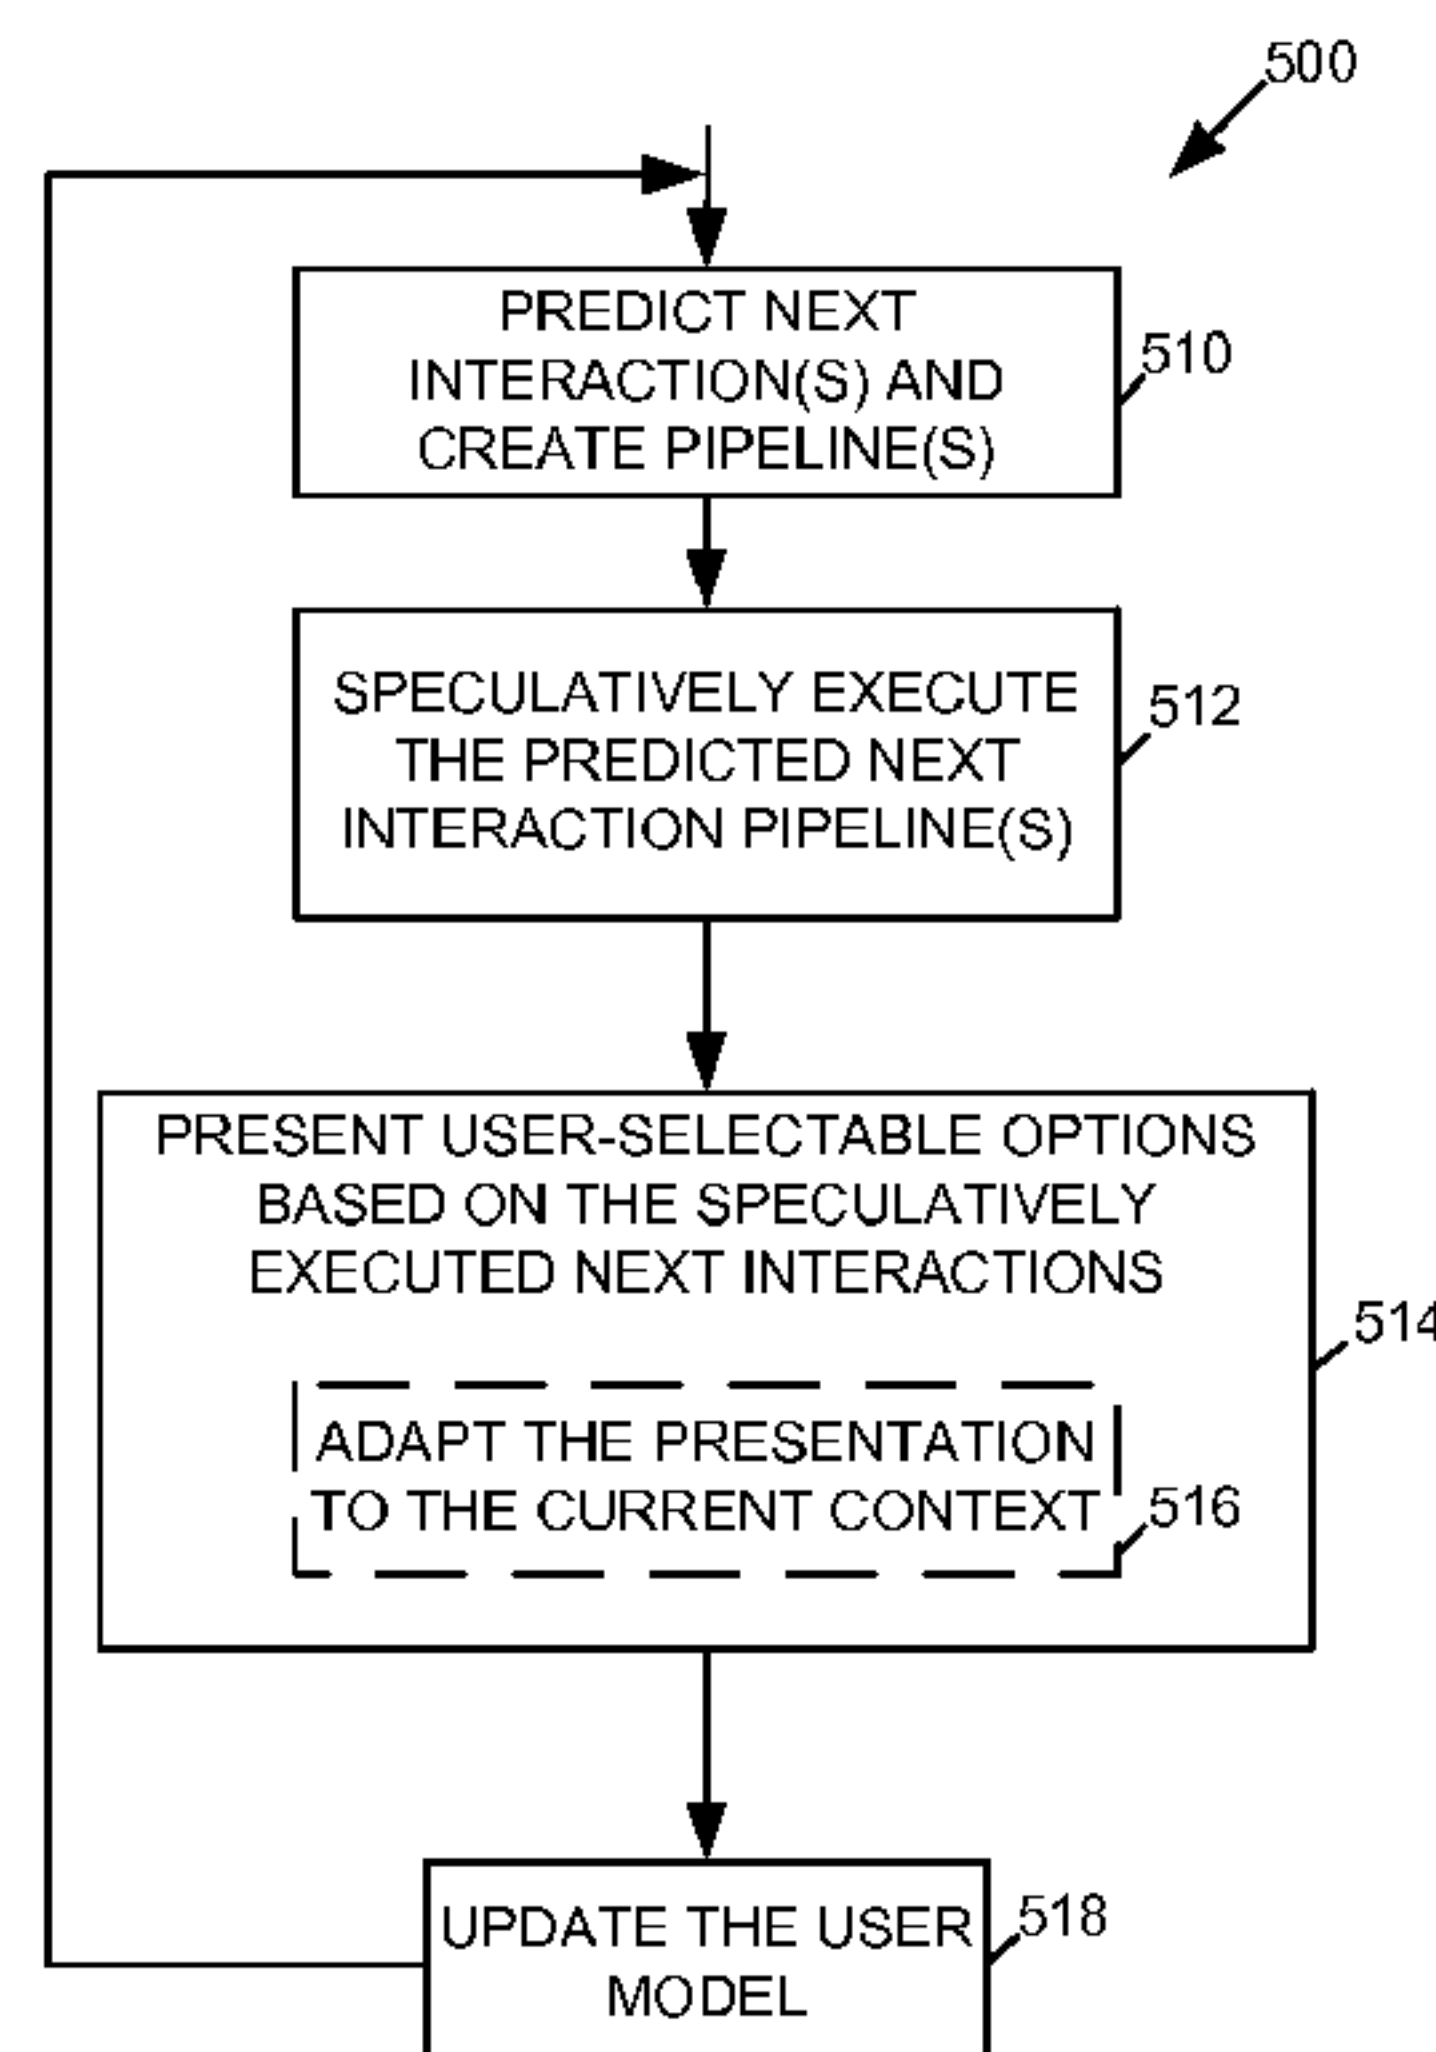 500
PREDICT NEXT
INTERACTION(S) AND
CREATE PIPELINE(S)
510
SPECULATIVELY EXECUTE
THE PREDICTED NEXT
INTERACTION PIPELINE(S)
512
PRESENT USER-SELECTABLE OPTIONS
BASED ON THE SPECULATIVELY
EXECUTED NEXT INTERACTIONS
514
ADAPT THE PRESENTATION
TO THE CURRENT CONTEXT
516
UPDATE THE USER
MODEL
518